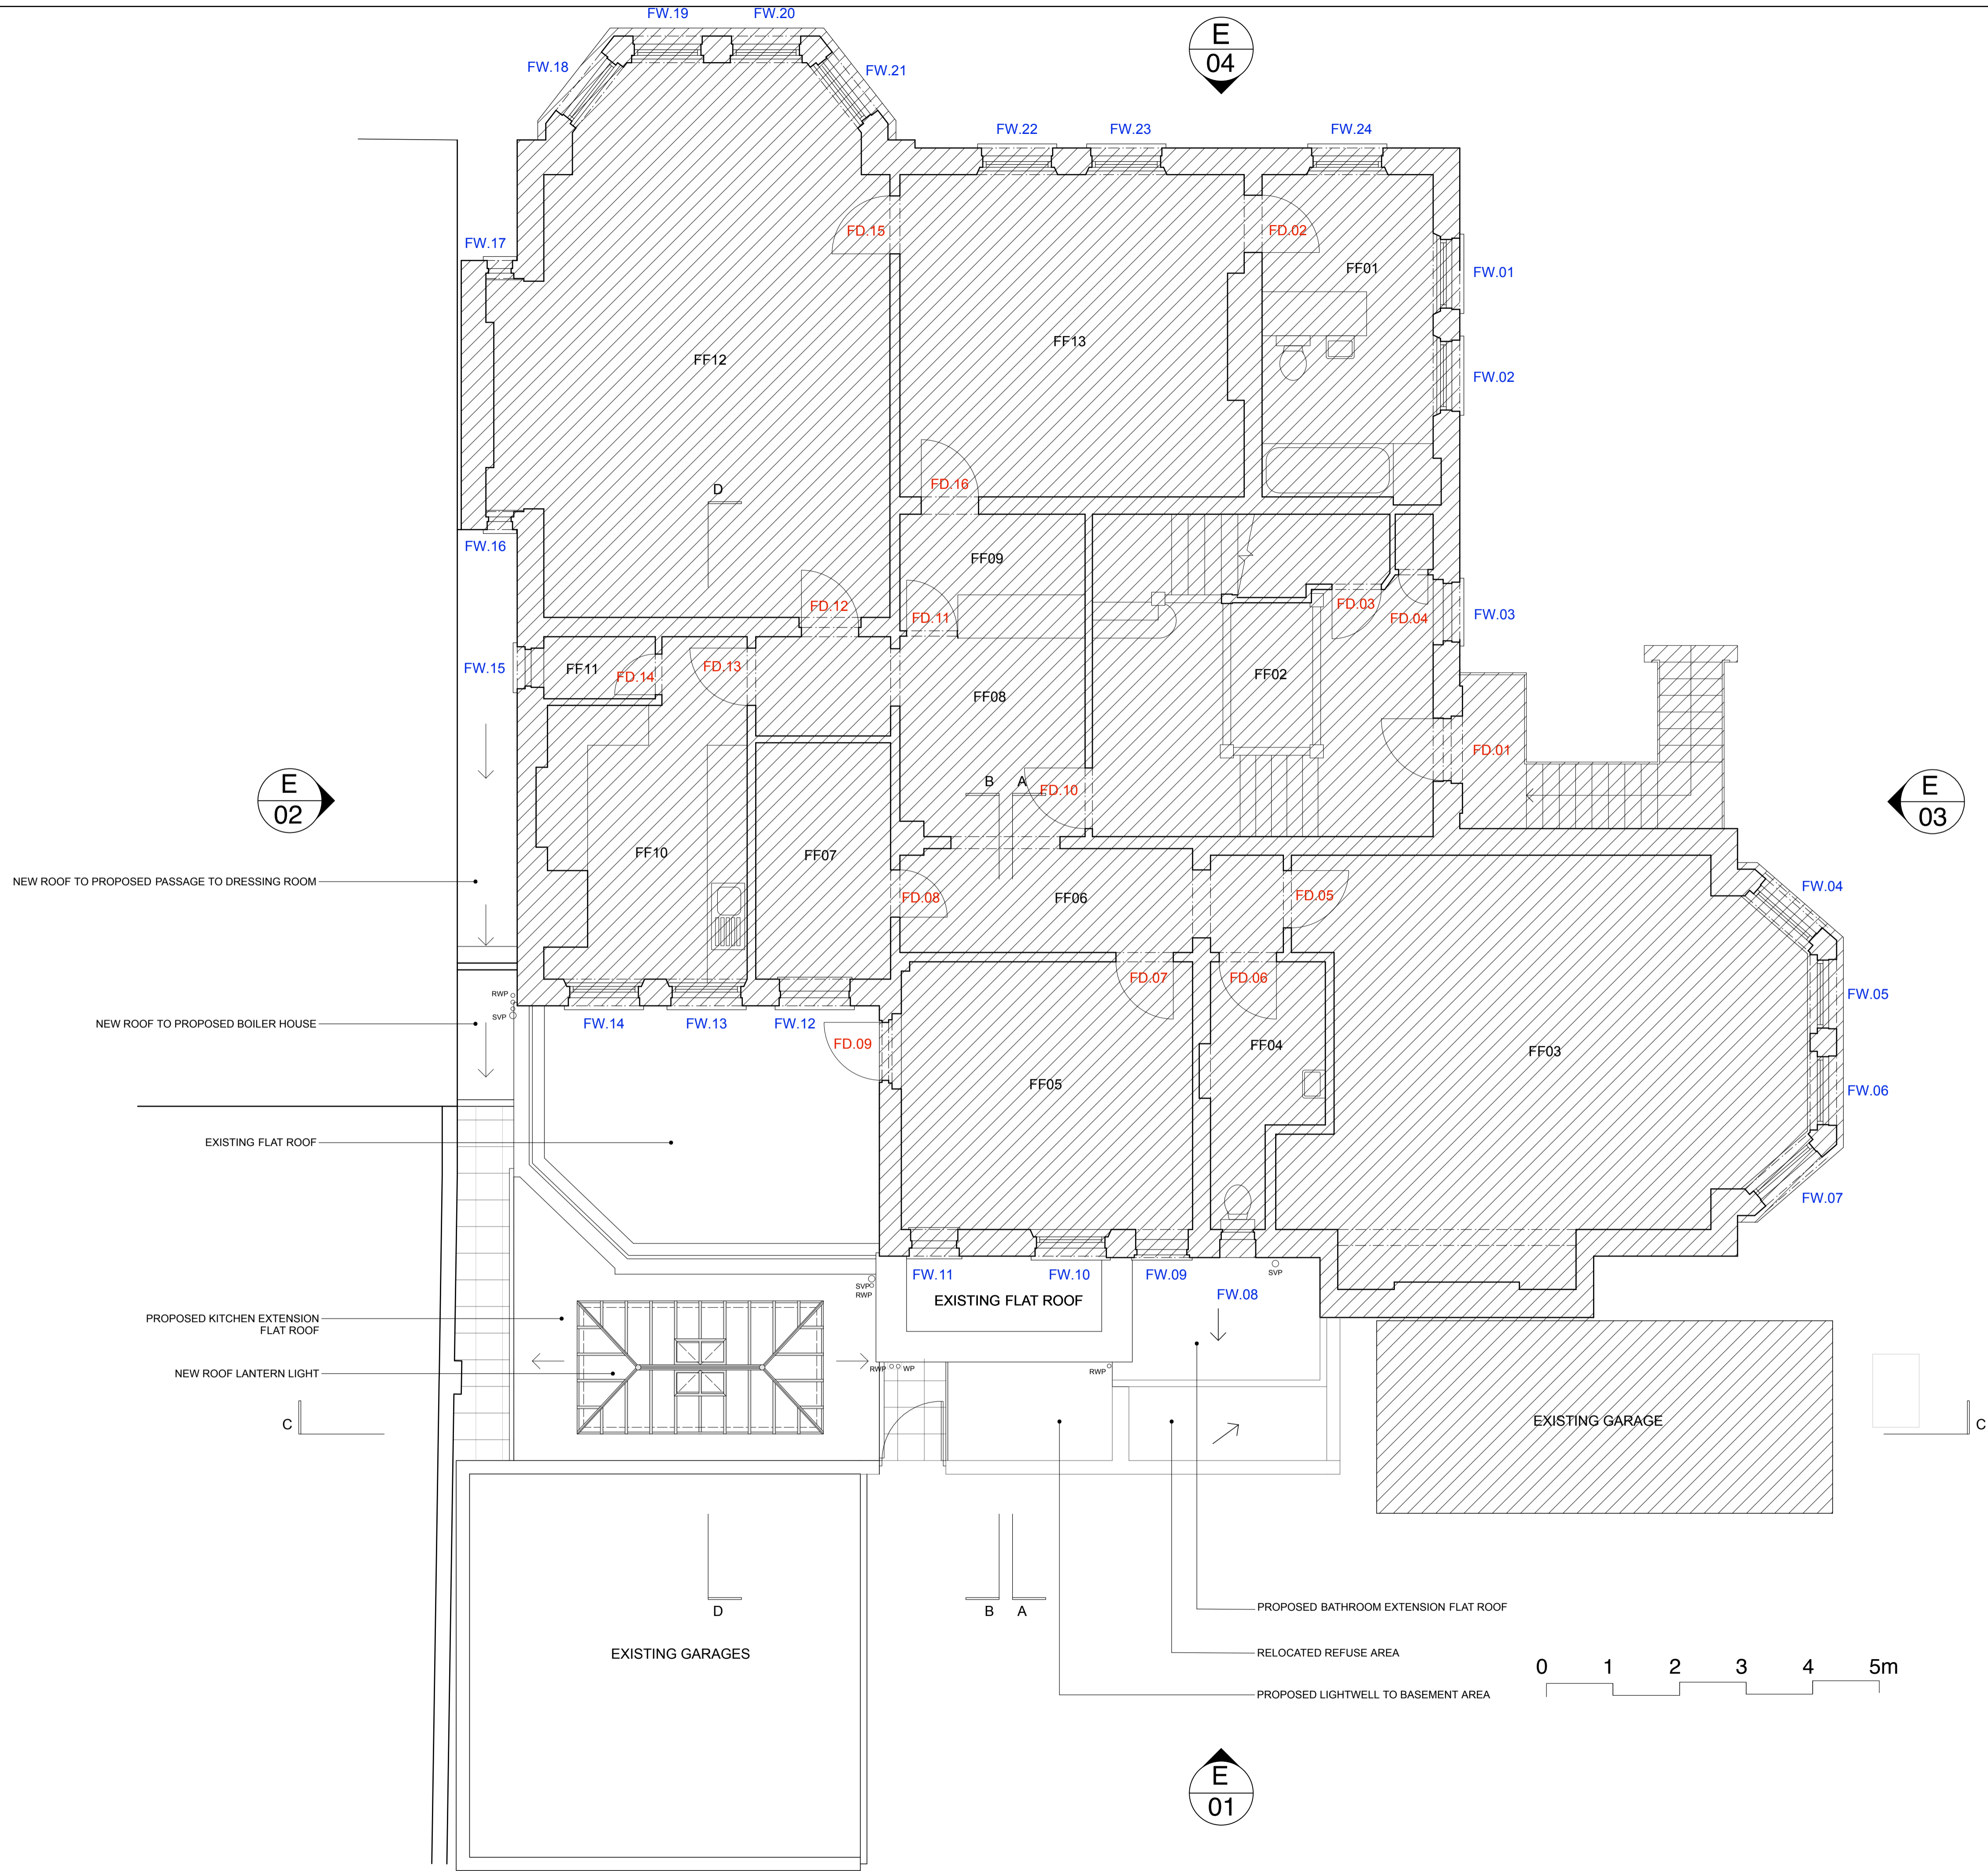 FW.19
FW.20
E
04
FW.18
FW.21
FW.22
FW.23
FW.24
FW.17
FD.15
FD.02
FF01
FW.01
FF13
FF12
FW.02
FD.16
D
FW.16
FF09
FD.12
FD.11
FD.03
FD.04
FW.03
FW.15
FF11
FD.14
FD.13
FF02
FF08
FD.01
B
A
FD.10
E
02
E
03
FF10
FF07
NEW ROOF TO PROPOSED PASSAGE TO DRESSING ROOM
FD.08
FF06
FD.05
FW.04
FD.07
FD.06
RWP
SVP
FW.05
NEW ROOF TO PROPOSED BOILER HOUSE
FW.14
FW.13
FW.12
FD.09
FF04
FF03
FF05
FW.06
EXISTING FLAT ROOF
FW.07
FW.11
FW.10
FW.09
SVP
SVP
RWP
FW.08
EXISTING FLAT ROOF
PROPOSED KITCHEN EXTENSION
FLAT ROOF
NEW ROOF LANTERN LIGHT
RWP
WP
RWP
C
EXISTING GARAGE
C
D
B
A
PROPOSED BATHROOM EXTENSION FLAT ROOF
EXISTING GARAGES
RELOCATED REFUSE AREA
0 1 2 3 4 5m
PROPOSED LIGHTWELL TO BASEMENT AREA
E
01